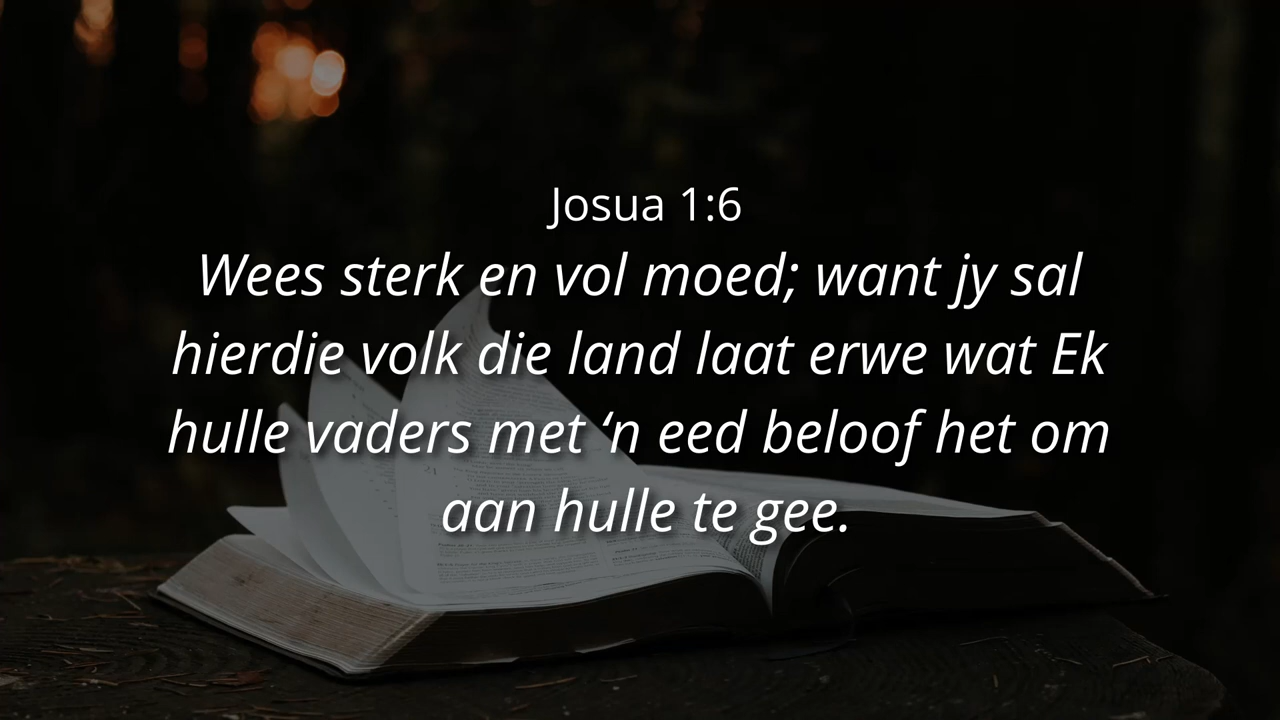 Josua 1:6
Wees sterk en vol moed; want jy sal
hierdie volk die land laat erwe wat Ek
hulle vaders met ‘n eed beloof het om
aan hulle te gee.